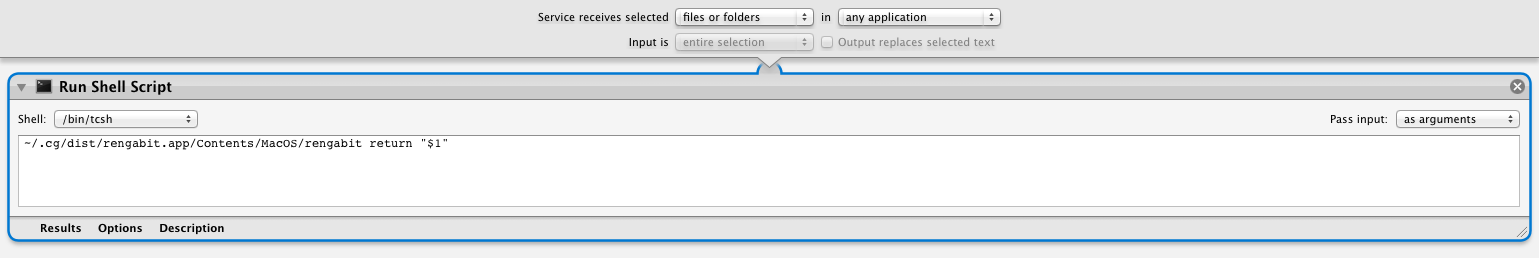 Service receives selected files or folders in any application
Input is entire selection Output replaces selected text
Run Shell Script
Shell: /bin/tcsh Pass input: as arguments
~/.cg/dist/rengabit.app/Contents/MacOS/rengabit return "$1"
Results Options Description